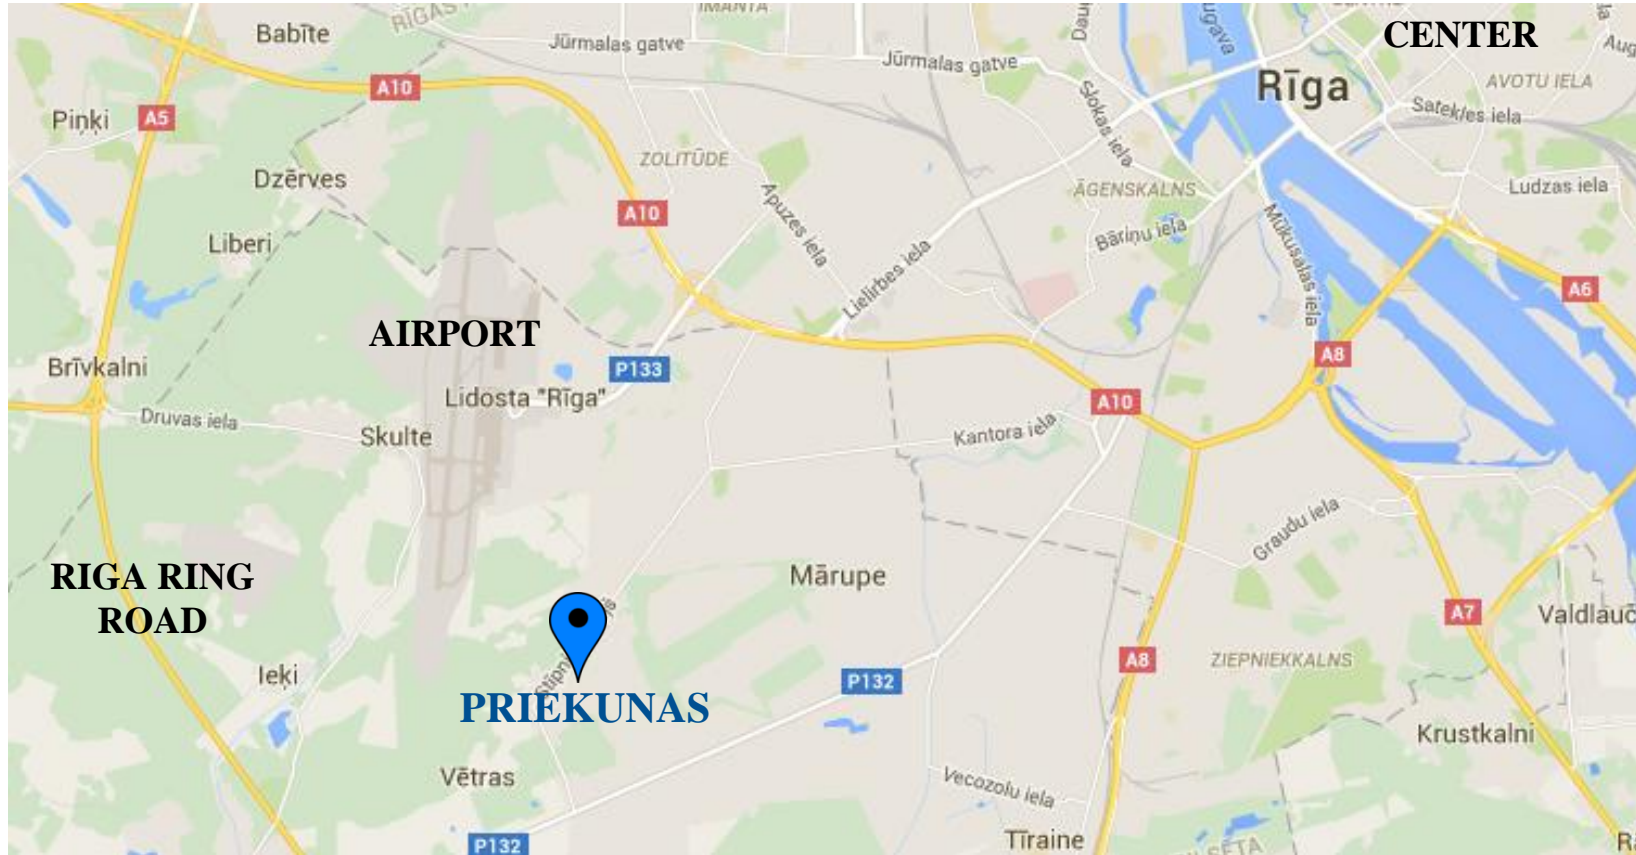 RĪGAS
IMANTA
CENTER
Babīte
Jūrmalas gatve
Jūrmalas gatve
Rīga
AVOTU IELA
A10
Piņķi
A5
Slokas iela
Satekles iela
ZOLITŪDE
Dzērves
ĀGENSKALNS
Ludzas iela
A10
Apuzes iela
Bāriņu iela
Mūkusalas iela
Liberi
Lielirbes iela
A6
AIRPORT
A8
Brīvkalni
P133
Lidosta "Rīga"
A10
Druvas iela
Skulte
Kantora iela
Graudu iela
RIGA RING
ROAD
Mārupe
A7
A8
ZIEPNIEKKALNS
Ieķi
P132
PRIEKUNAS
Krustkalni
Vētras
Vecozolu iela
P132
Tīraine